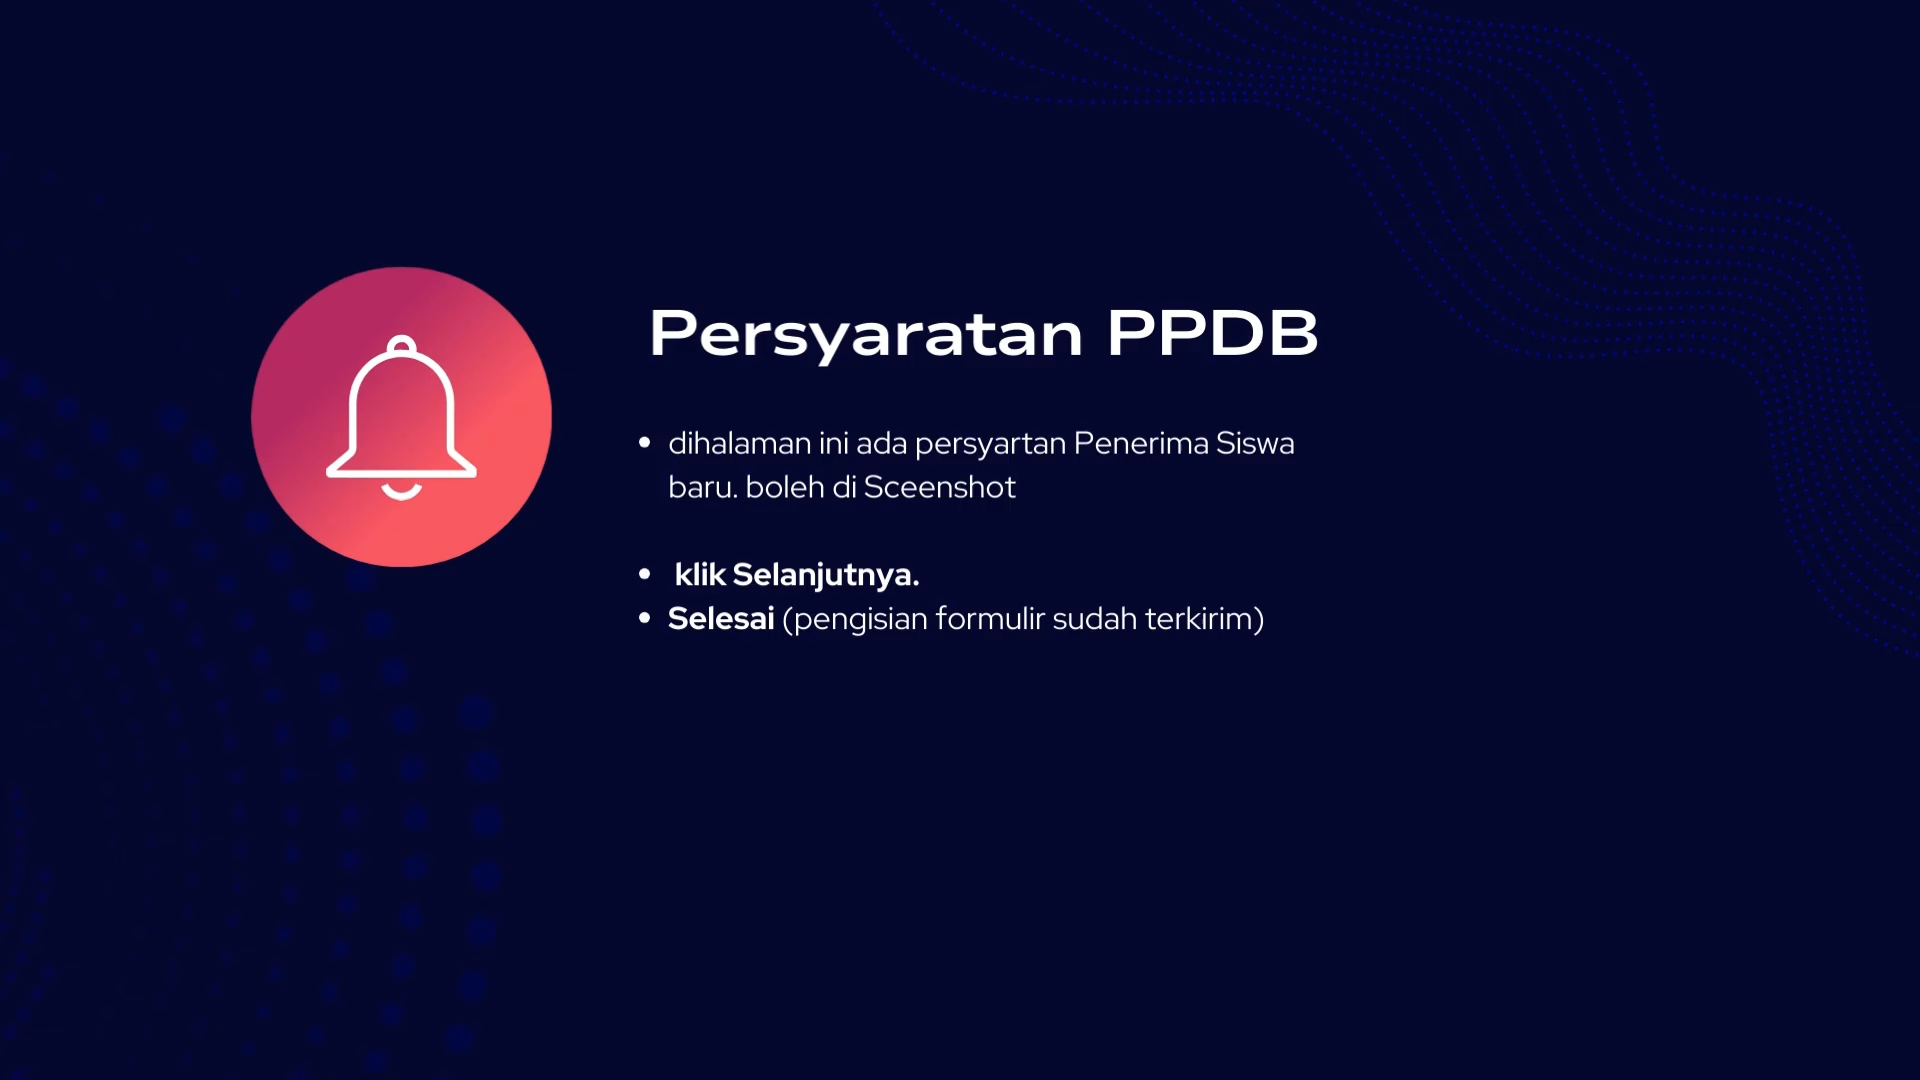 Persyaratan PPDB
• dihalaman ini ada persyartan Penerima Siswa
baru. boleh di Sceenshot
• klik Selanjutnya.
• Selesai (pengisian formulir sudah terkirim)